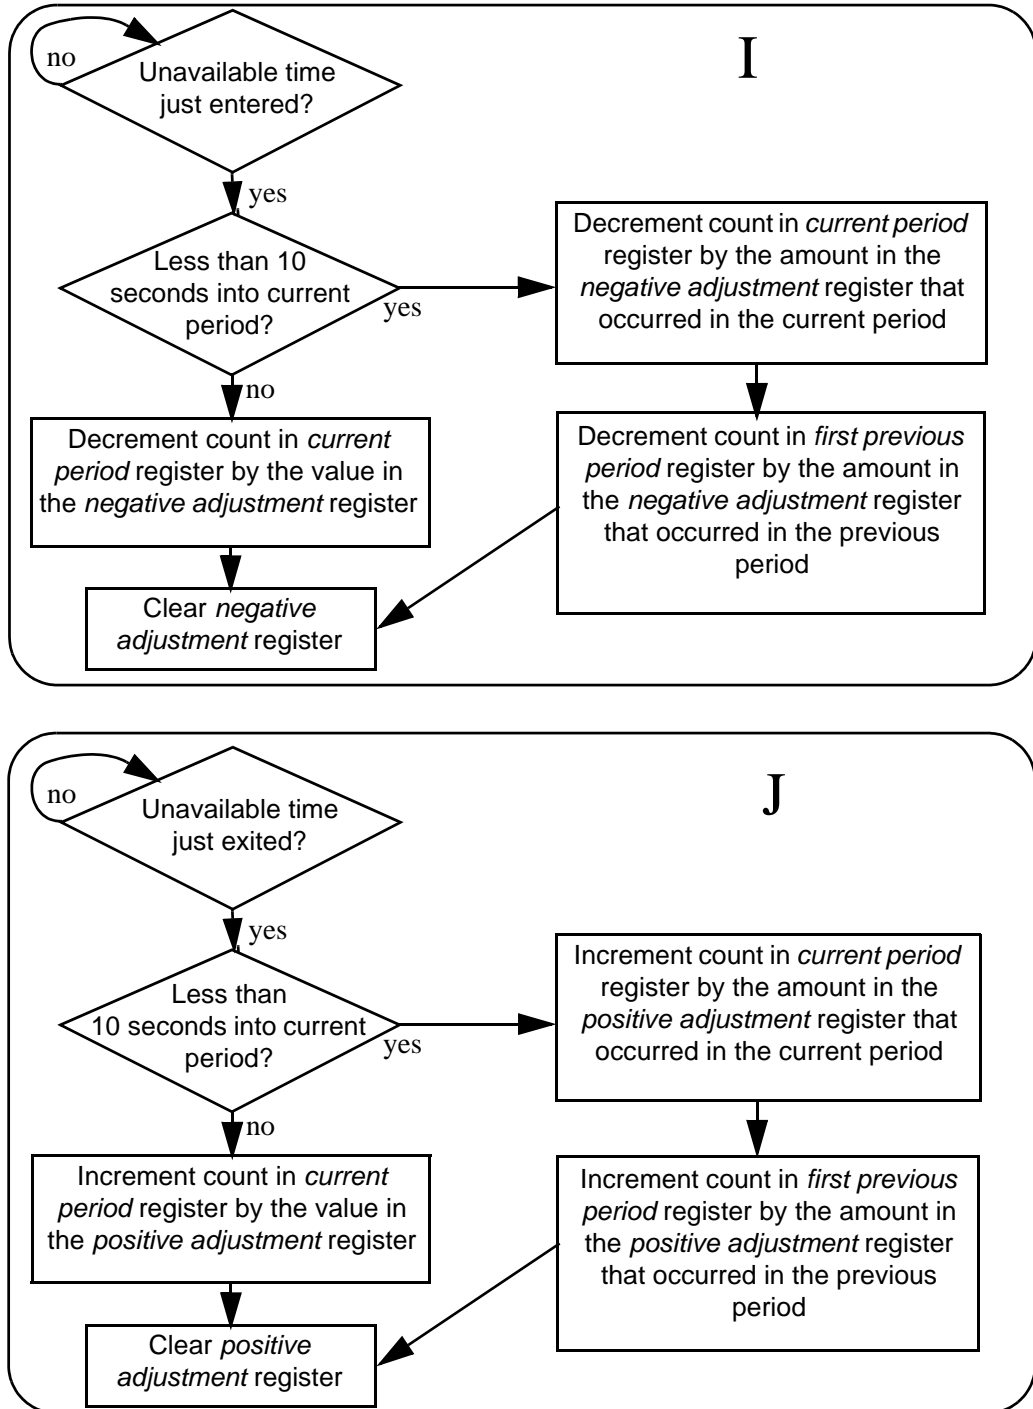 I
no
Unavailable time
just entered?
yes
Less than 10
seconds into current
period?
yes
Decrement count in current period
register by the amount in the
negative adjustment register that
occurred in the current period
no
Decrement count in current
period register by the value in
the negative adjustment register
Decrement count in first previous
period register by the amount in
the negative adjustment register
that occurred in the previous
period
Clear negative
adjustment register
J
no
Unavailable time
just exited?
yes
Less than
10 seconds into current
period?
yes
Increment count in current period
register by the amount in the
positive adjustment register that
occurred in the current period
no
Increment count in current
period register by the value in
the positive adjustment register
Increment count in first previous
period register by the amount in
the positive adjustment register
that occurred in the previous
period
Clear positive
adjustment register